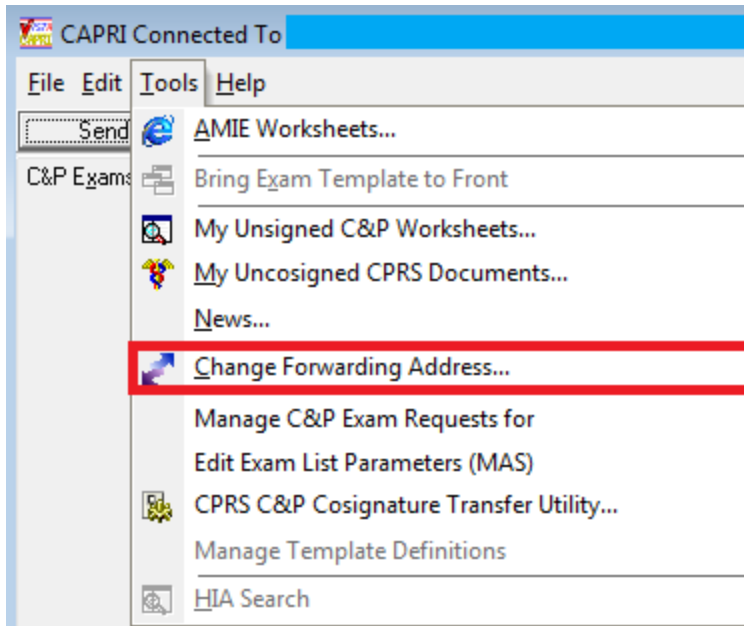 CAPRI Connected To
File Edit Tools Help
Send
AMIE Worksheets...
C&P Exams
Bring Exam Template to Front
My Unsigned C&P Worksheets...
My Uncosigned CPRS Documents...
News...
Change Forwarding Address...
Manage C&P Exam Requests for
Edit Exam List Parameters (MAS)
CPRS C&P Cosignature Transfer Utility...
Manage Template Definitions
HIA Search